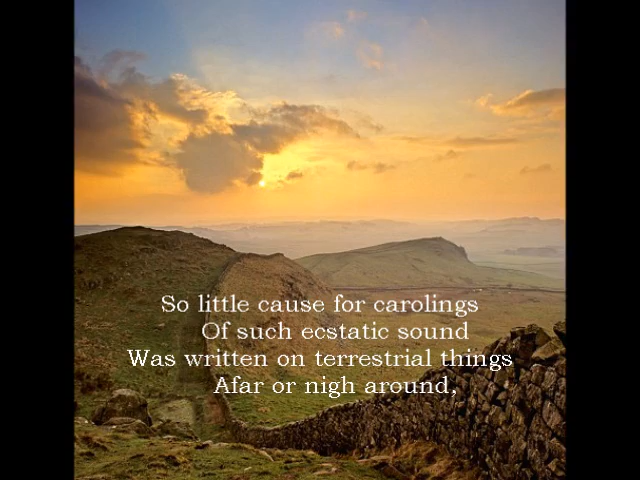 So little cause for carolings
Of such ecstatic sound
Was written on terrestrial things
Afar or nigh around,